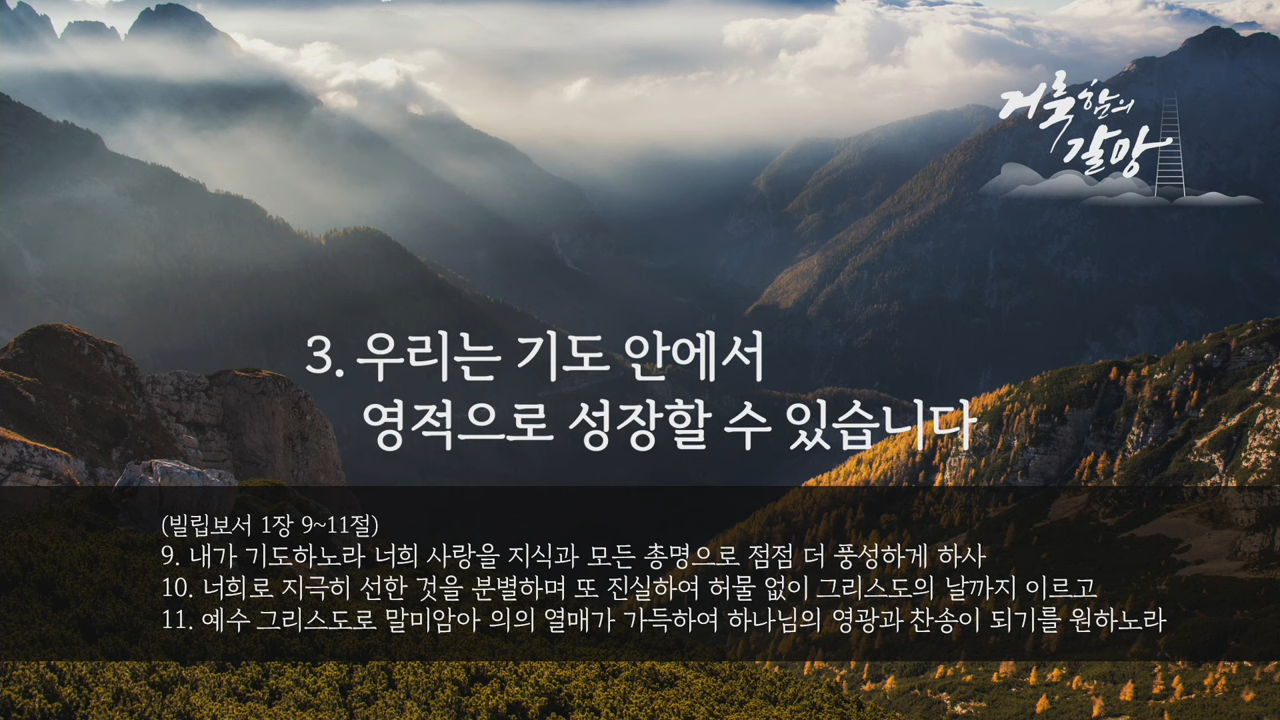 거룩함의
갈망
3. 우리는 기도 안에서
영적으로 성장할 수 있습니다
(빌립보서 1장 9~11절)
9. 내가 기도하노라 너희 사랑을 지식과 모든 총명으로 점점 더 풍성하게 하사
10. 너희로 지극히 선한 것을 분별하며 또 진실하여 허물 없이 그리스도의 날까지 이르고
11. 예수 그리스도로 말미암아 의의 열매가 가득하여 하나님의 영광과 찬송이 되기를 원하노라